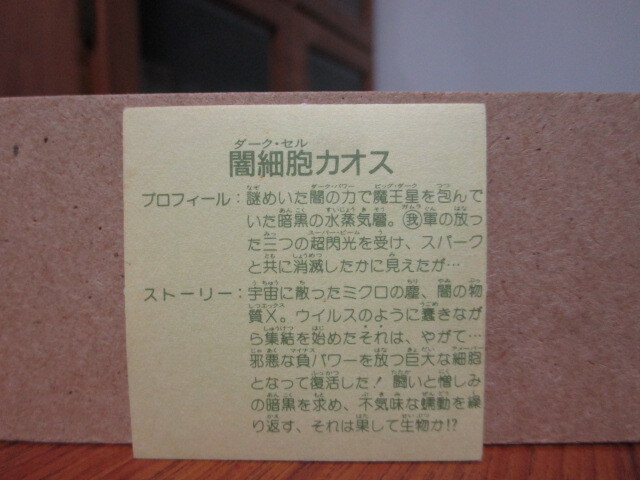 ダーク・セル
闇細胞カオス
プロフィール：謎めいた闇の力で魔王星を包んで
いた暗黒の水蒸気層。我軍の放っ
た三つの超閃光を受け、スパーク
と共に消滅したかに見えたが…
ストーリー：宇宙に散ったミクロの塵、闇の物
質X。ウイルスのように蠢きなが
ら集結を始めたそれは、やがて…
邪悪な負パワーを放つ巨大な細胞
となって復活した！闘いと憎しみ
の暗黒を求め、不気味な蠕動を繰
り返す、それは果して生物か!?